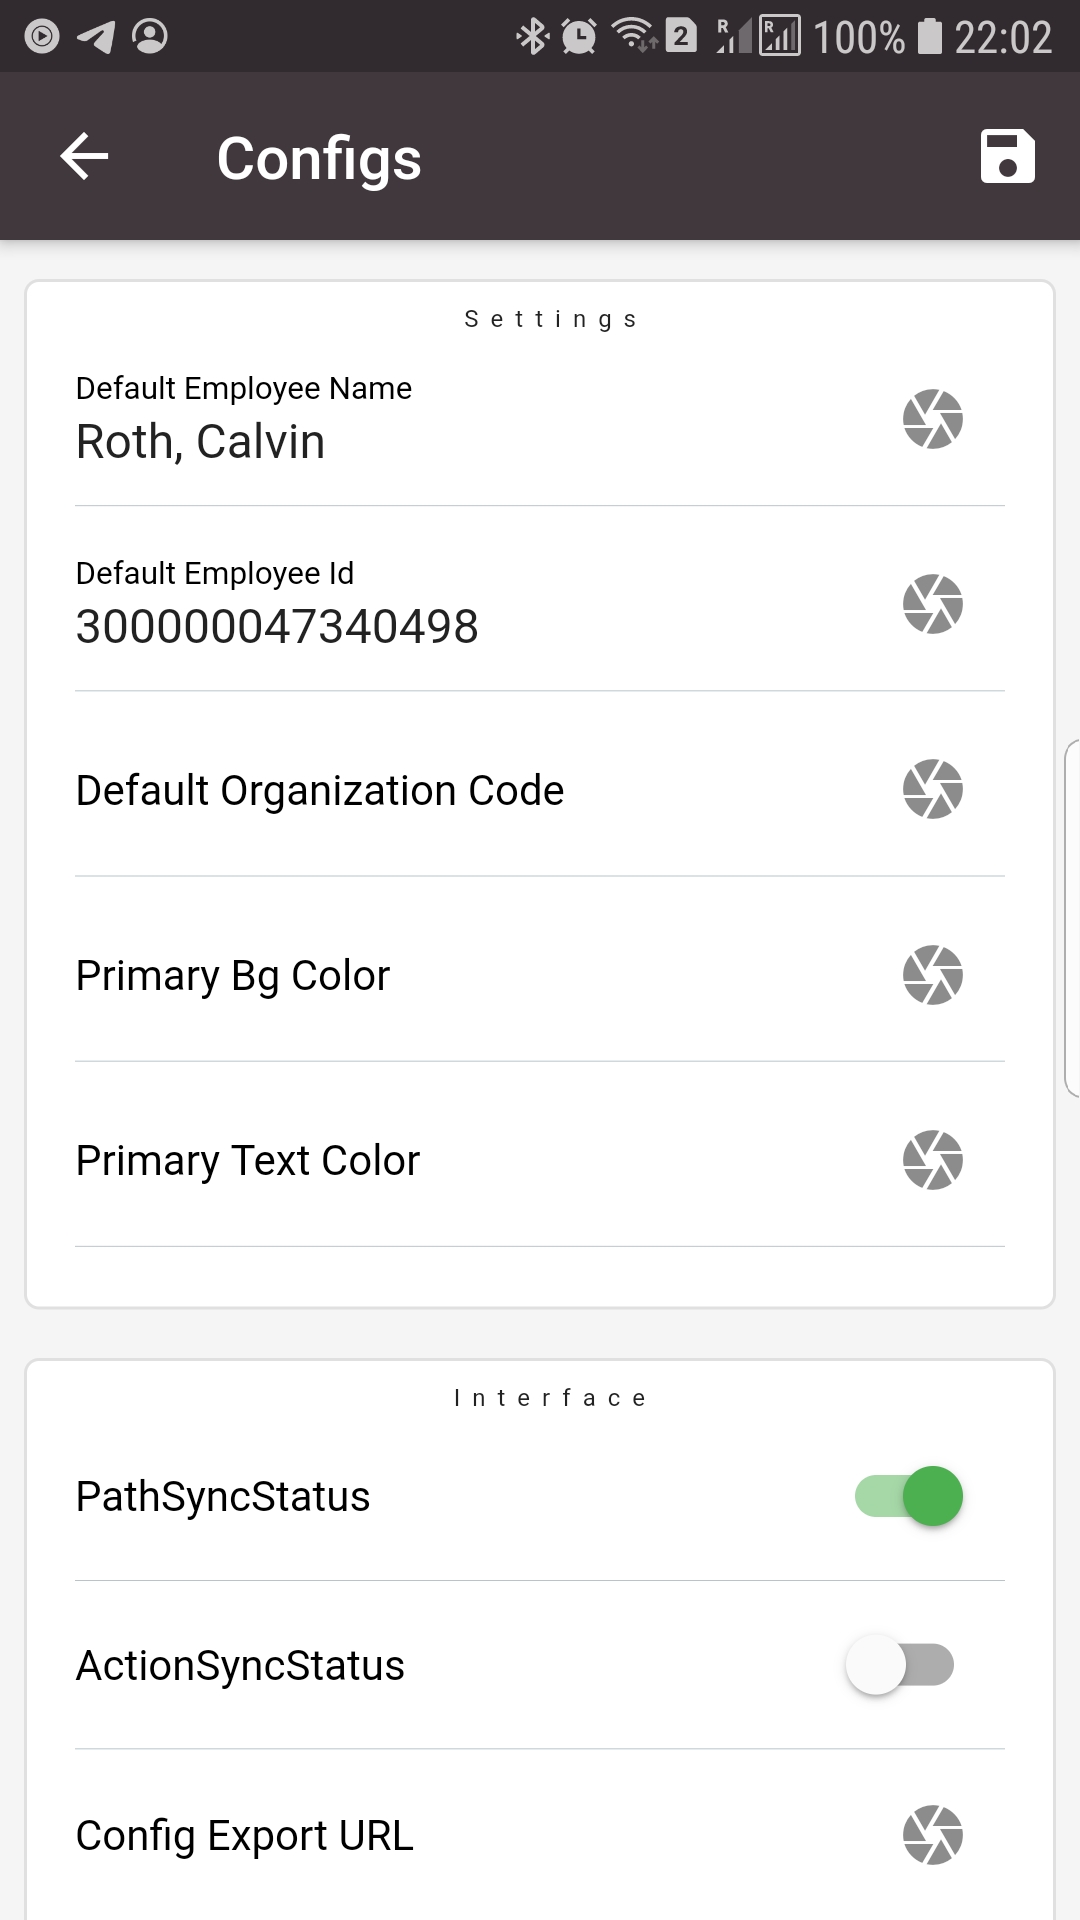 2 R R 100% 22:02
Configs
Settings
Default Employee Name
Roth, Calvin
Default Employee Id
300000047340498
Default Organization Code
Primary Bg Color
Primary Text Color
Interface
PathSyncStatus
ActionSyncStatus
Config Export URL